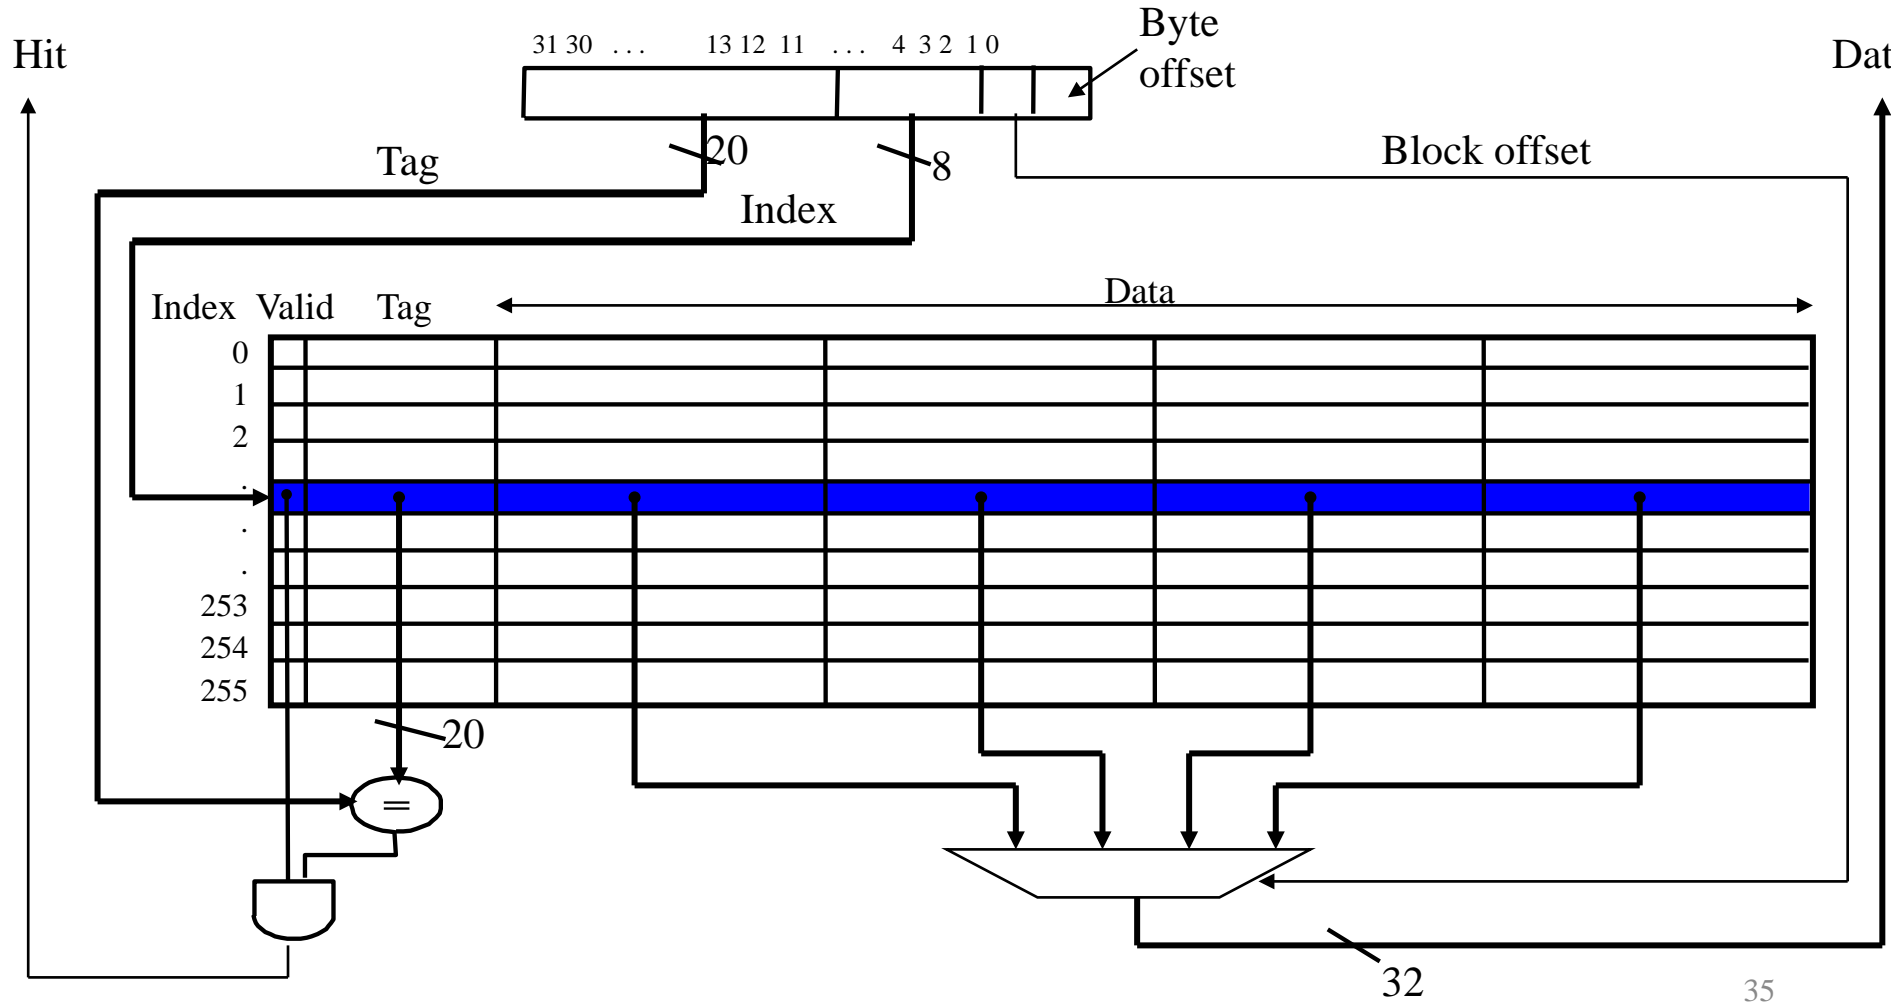 Hit
31 30 . . . 13 12 11 . . . 4 3 2 1 0
Byte
offset
Dat
20
8
Tag
Block offset
Index
Data
Index Valid Tag
0
1
2
.
.
.
253
254
255
20
=
32
35